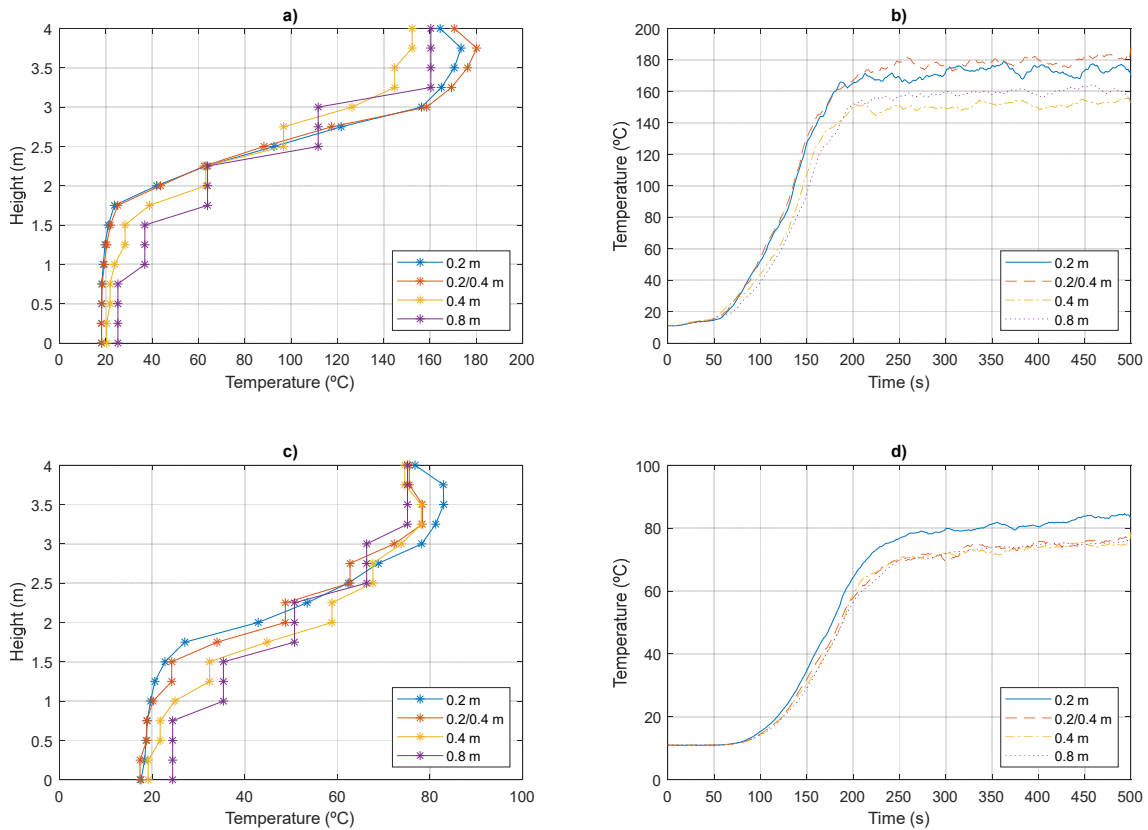 a)
4
3.5
3
2.5
2
1.5
1
0.5
0
Height (m)
0 20 40 60 80 100 120 140 160 180 200
Temperature (ºC)
0.2 m
0.2/0.4 m
0.4 m
0.8 m
b)
200
180
160
140
120
100
80
60
40
20
0
Temperature (ºC)
0 50 100 150 200 250 300 350 400 450 500
Time (s)
0.2 m
0.2/0.4 m
0.4 m
0.8 m
c)
4
3.5
3
2.5
2
1.5
1
0.5
0
Height (m)
0 20 40 60 80 100
Temperature (ºC)
0.2 m
0.2/0.4 m
0.4 m
0.8 m
d)
100
80
60
40
20
0
Temperature (ºC)
0 50 100 150 200 250 300 350 400 450 500
Time (s)
0.2 m
0.2/0.4 m
0.4 m
0.8 m